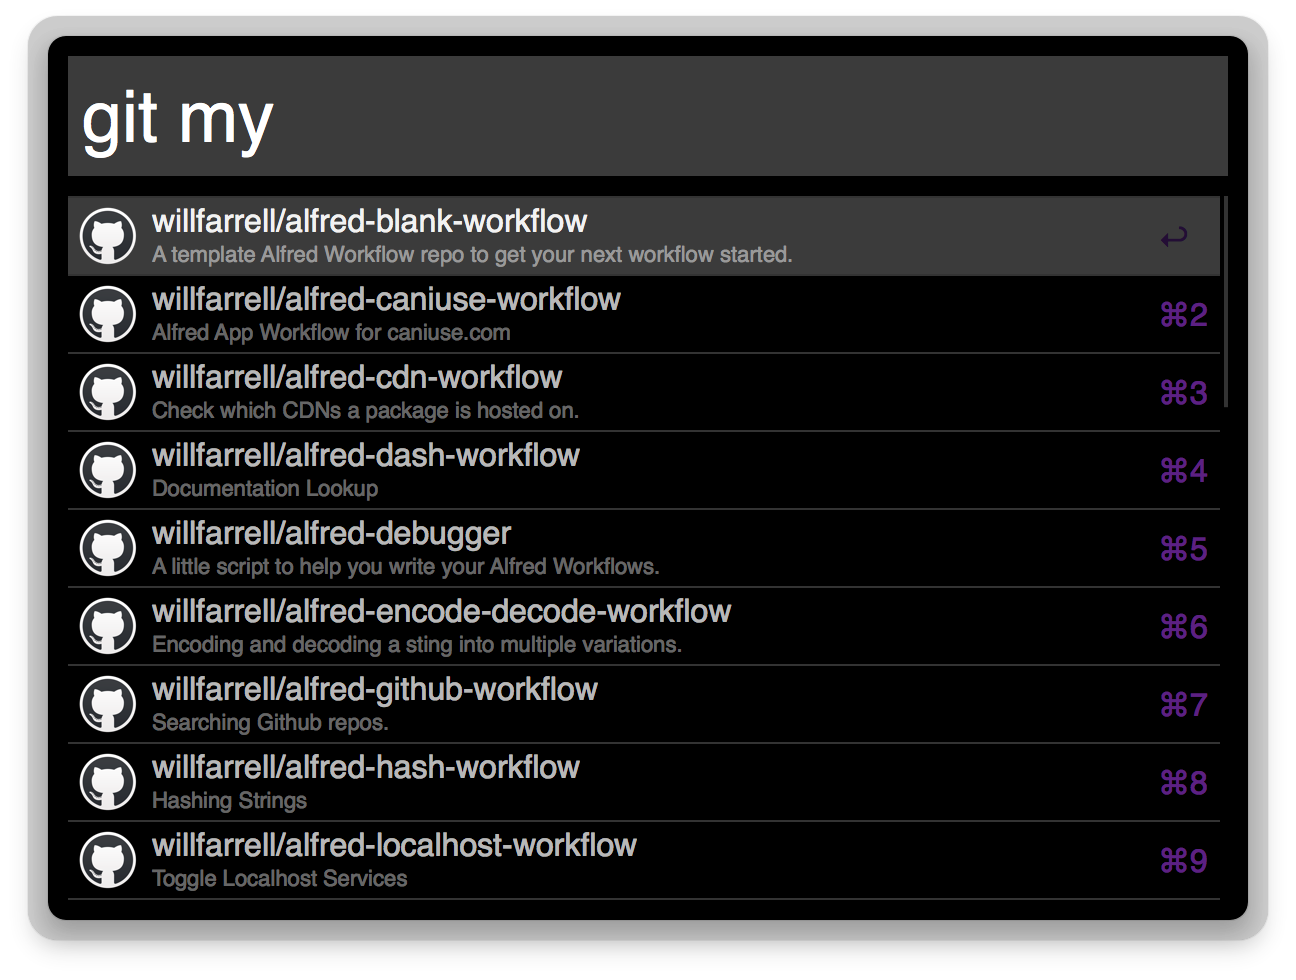 git my
willfarrell/alfred-blank-workflow
A template Alfred Workflow repo to get your next workflow started.
↩
willfarrell/alfred-caniuse-workflow
Alfred App Workflow for caniuse.com
⌘2
willfarrell/alfred-cdn-workflow
Check which CDNs a package is hosted on.
⌘3
willfarrell/alfred-dash-workflow
Documentation Lookup
⌘4
willfarrell/alfred-debugger
A little script to help you write your Alfred Workflows.
⌘5
willfarrell/alfred-encode-decode-workflow
Encoding and decoding a sting into multiple variations.
⌘6
willfarrell/alfred-github-workflow
Searching Github repos.
⌘7
willfarrell/alfred-hash-workflow
Hashing Strings
⌘8
willfarrell/alfred-localhost-workflow
Toggle Localhost Services
⌘9